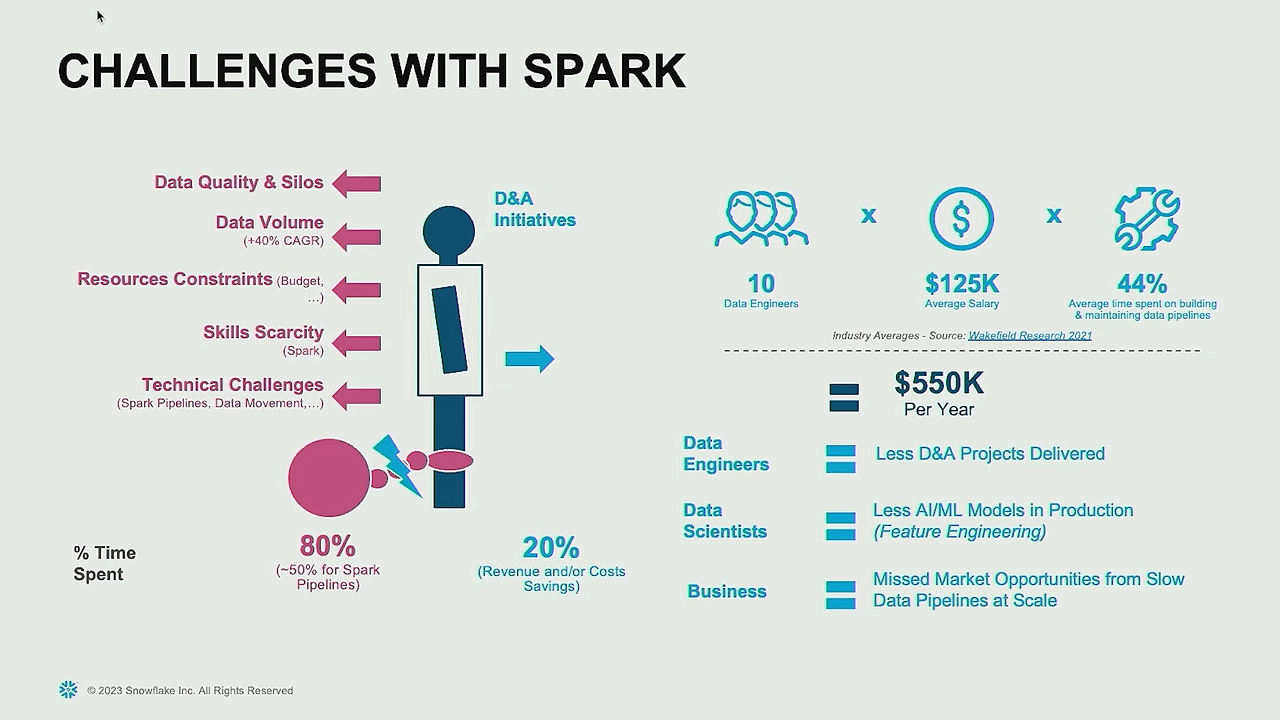 CHALLENGES WITH SPARK
Data Quality & Silos
Data Volume
(+40% CAGR)
Resources Constraints (Budget,
...)
Skills Scarcity
(Spark)
Technical Challenges
(Spark Pipelines, Data Movement,...)
D&A
Initiatives
% Time
Spent
80%
(~50% for Spark
Pipelines)
20%
(Revenue and/or Costs
Savings)
x
x
$
10
Data Engineers
$125K
Average Salary
44%
Average time spent on building
& maintaining data pipelines
Industry Averages - Source: Wakefield Research 2021
$550K
Per Year
Data
Engineers
Less D&A Projects Delivered
Data
Scientists
Less AI/ML Models in Production
(Feature Engineering)
Business
Missed Market Opportunities from Slow
Data Pipelines at Scale
© 2023 Snowflake Inc. All Rights Reserved